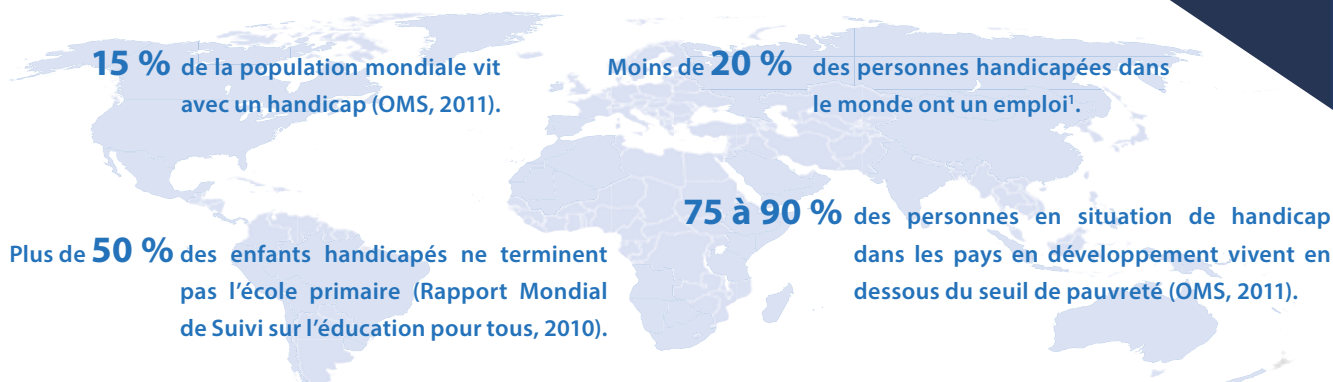 15 % de la population mondiale vit
avec un handicap (OMS, 2011).
Moins de 20 % des personnes handicapées dans
le monde ont un emploi¹.
75 à 90 % des personnes en situation de handicap
dans les pays en développement vivent en
dessous du seuil de pauvreté (OMS, 2011).
Plus de 50 % des enfants handicapés ne terminent
pas l’école primaire (Rapport Mondial
de Suivi sur l’éducation pour tous, 2010).